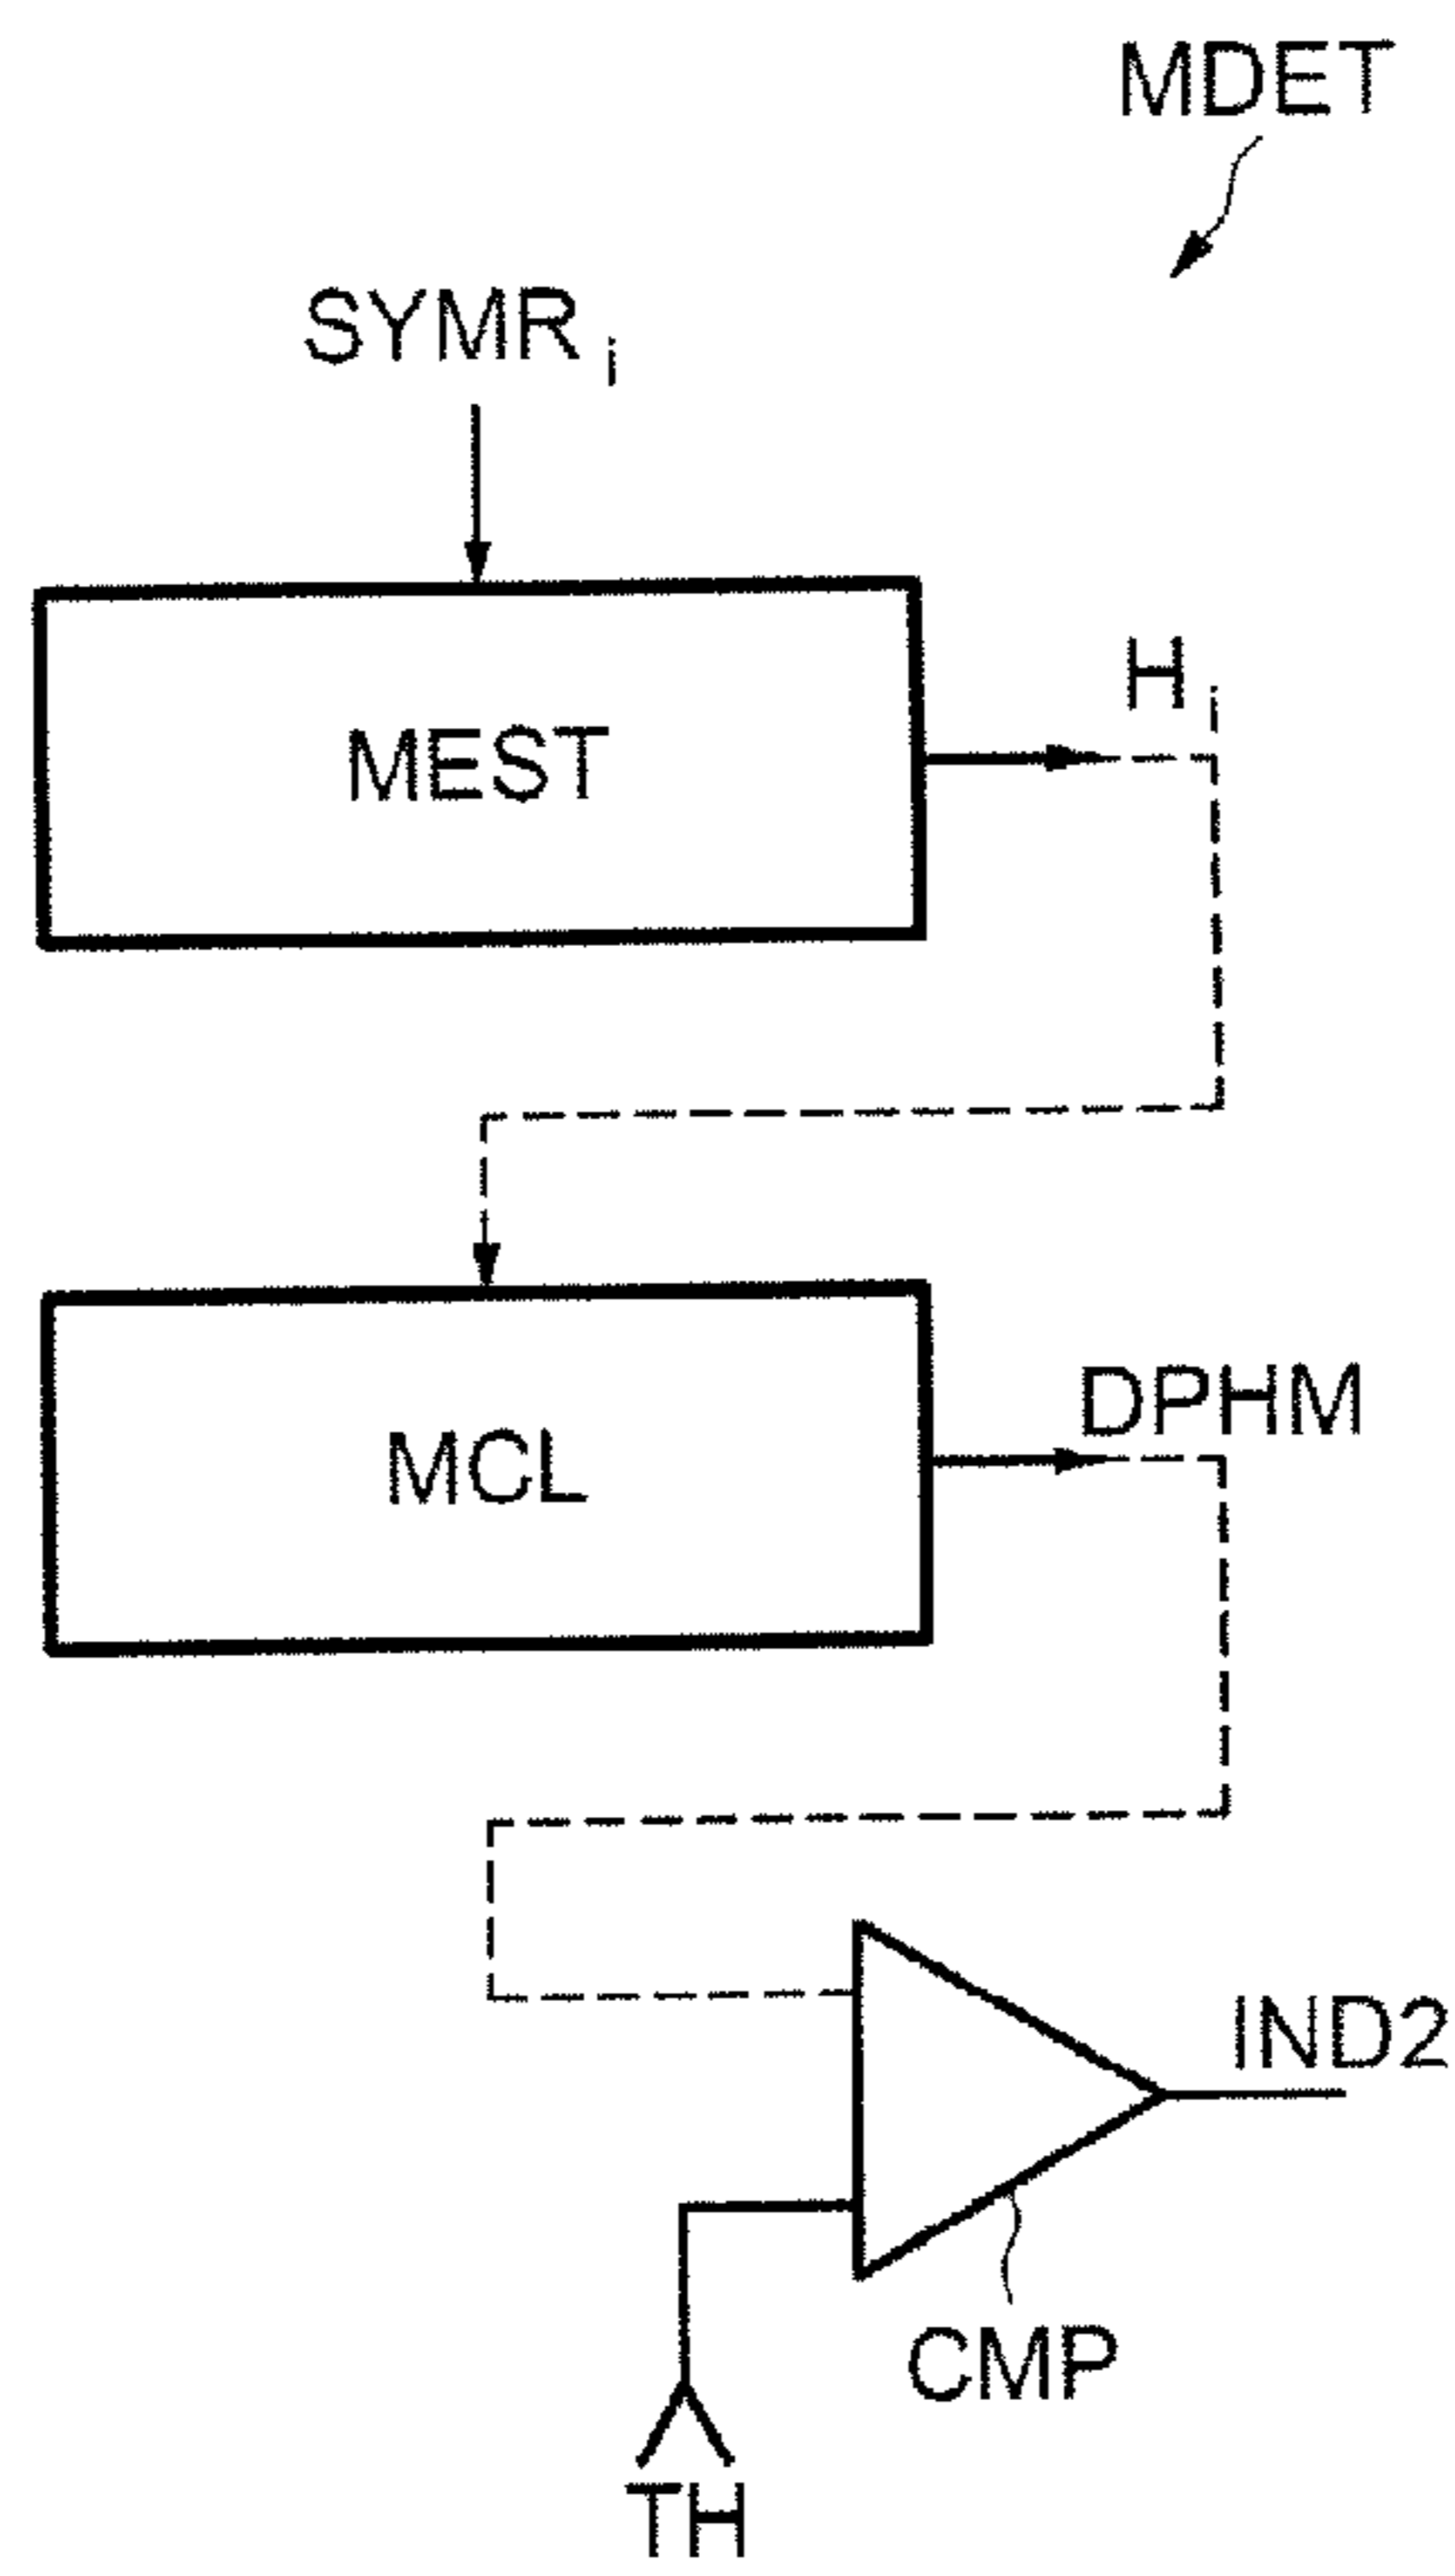 MDET
SYMR i
H i
MEST
DPHM
MCL
IND2
CMP
TH